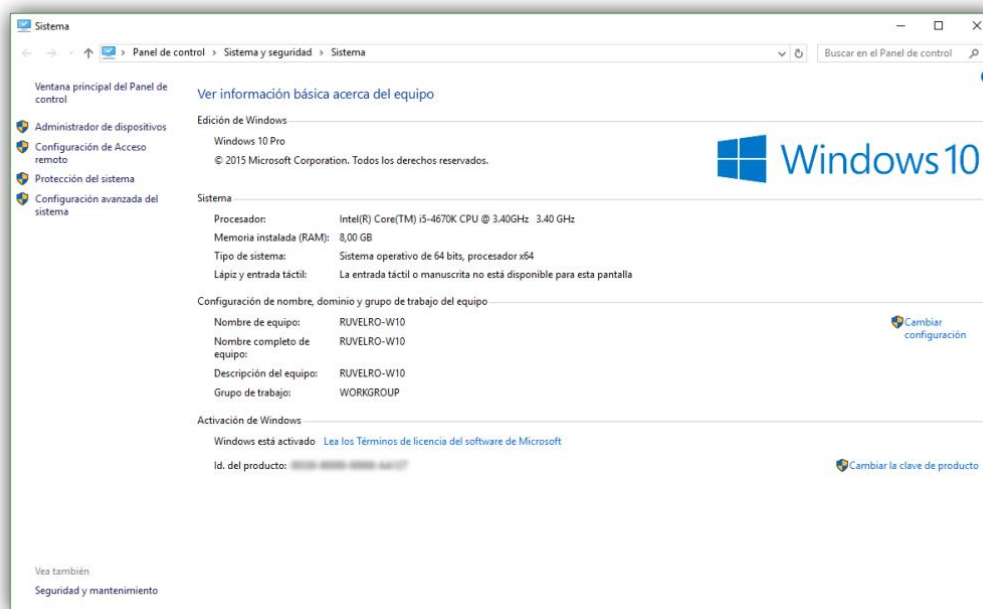 Sistema
Panel de control > Sistema y seguridad > Sistema
Buscar en el Panel de control
Ventana principal del Panel de
control
Administrador de dispositivos
Configuración de Acceso
remoto
Protección del sistema
Configuración avanzada del
sistema
Ver información básica acerca del equipo
Edición de Windows
Windows 10 Pro
© 2015 Microsoft Corporation. Todos los derechos reservados.
Windows 10
Sistema
Procesador: Intel(R) Core(TM) i5-4670K CPU @ 3.40GHz 3.40 GHz
Memoria instalada (RAM): 8,00 GB
Tipo de sistema: Sistema operativo de 64 bits, procesador x64
Lápiz y entrada táctil: La entrada táctil o manuscrita no está disponible para esta pantalla
Configuración de nombre, dominio y grupo de trabajo del equipo
Nombre de equipo: RUVELRO-W10
Cambiar
configuración
Nombre completo de
equipo: RUVELRO-W10
Descripción del equipo: RUVELRO-W10
Grupo de trabajo: WORKGROUP
Activación de Windows
Windows está activado Lea los Términos de licencia del software de Microsoft
Id. del producto:
Cambiar la clave de producto
Vea también
Seguridad y mantenimiento